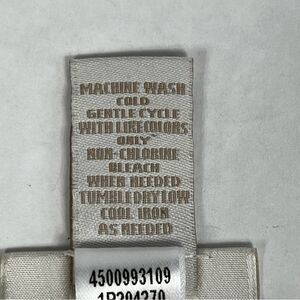 MACHINE WASH
COLD
GENTLE CYCLE
WITH LIKE COLORS
ONLY
NON-CHLORINE
BLEACH
WHEN NEEDED
TUMBLE DRY LOW
COOL IRON
AS NEEDED
4500993109
1P204270